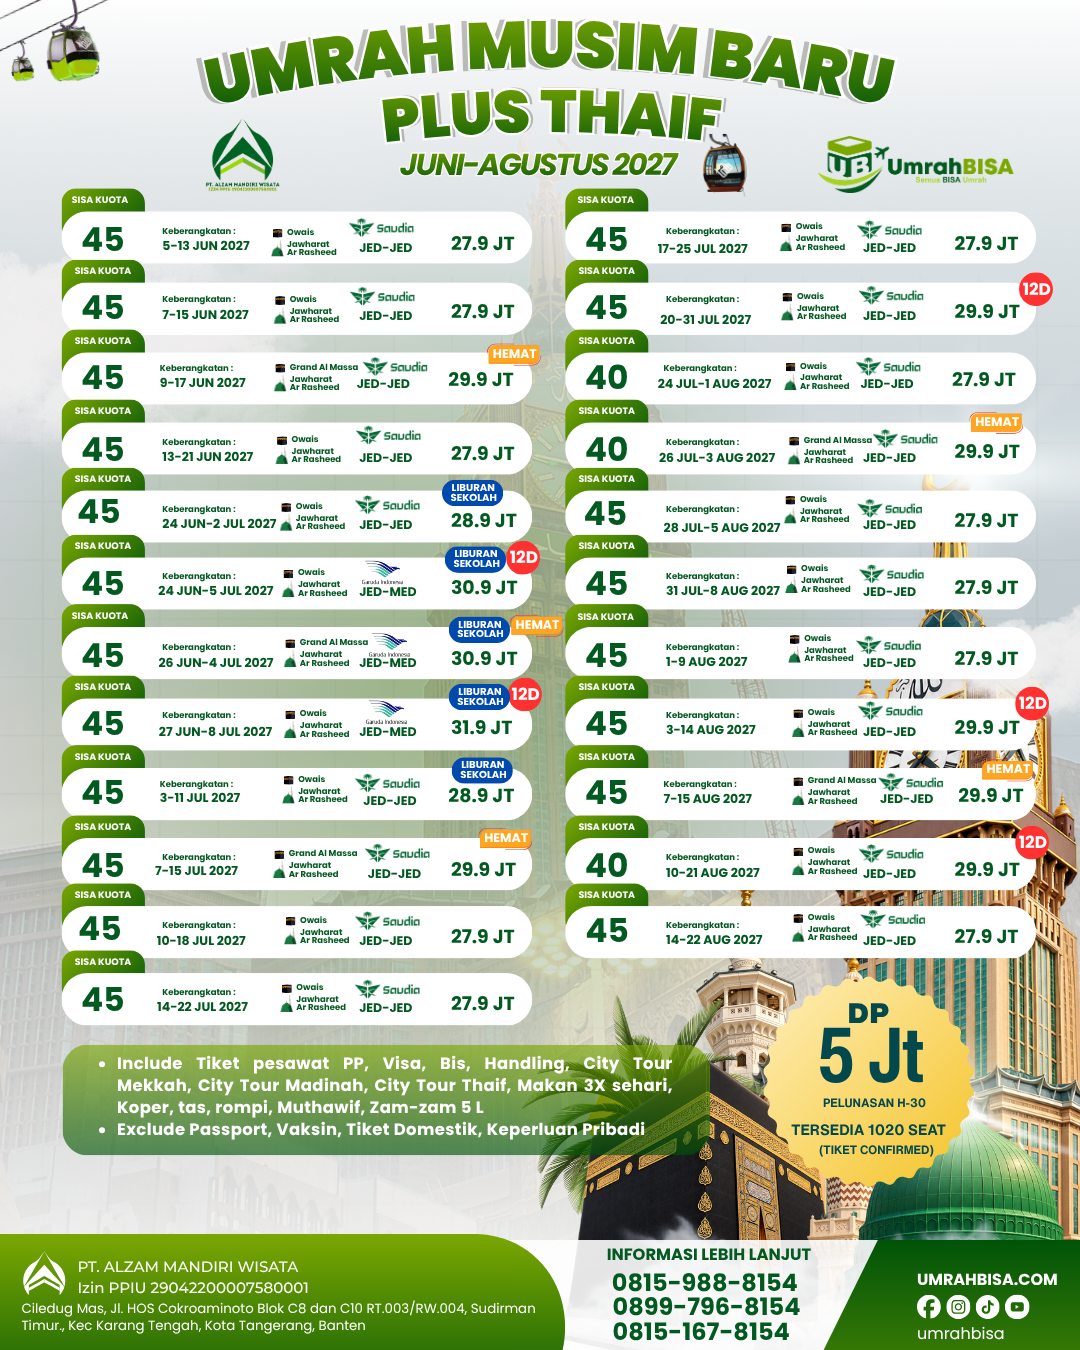 UMRAH MUSIM BARU
PLUS THAIF
JUNI-AGUSTUS 2027
PT. ALZAM MANDIRI WISATA
UB UmrahBISA
Semua BISA Umrah
SISA KUOTA
45
Keberangkatan :
5-13 JUN 2027
Owais
Jawharat
Ar Rasheed
Saudia
JED-JED
27.9 JT
SISA KUOTA
45
Keberangkatan :
7-15 JUN 2027
Owais
Jawharat
Ar Rasheed
Saudia
JED-JED
27.9 JT
SISA KUOTA
45
Keberangkatan :
9-17 JUN 2027
Grand Al Massa
Jawharat
Ar Rasheed
Saudia
JED-JED
HEMAT
29.9 JT
SISA KUOTA
45
Keberangkatan :
13-21 JUN 2027
Owais
Jawharat
Ar Rasheed
Saudia
JED-JED
27.9 JT
SISA KUOTA
45
Keberangkatan :
24 JUN-2 JUL 2027
Owais
Jawharat
Ar Rasheed
Saudia
JED-JED
LIBURAN
SEKOLAH
28.9 JT
SISA KUOTA
45
Keberangkatan :
24 JUN-5 JUL 2027
Owais
Jawharat
Ar Rasheed
Garuda Indonesia
JED-MED
LIBURAN
SEKOLAH
12D
30.9 JT
SISA KUOTA
45
Keberangkatan :
26 JUN-4 JUL 2027
Grand Al Massa
Jawharat
Ar Rasheed
Garuda Indonesia
JED-MED
LIBURAN
SEKOLAH
HEMAT
30.9 JT
SISA KUOTA
45
Keberangkatan :
27 JUN-8 JUL 2027
Owais
Jawharat
Ar Rasheed
Garuda Indonesia
JED-MED
LIBURAN
SEKOLAH
12D
31.9 JT
SISA KUOTA
45
Keberangkatan :
3-11 JUL 2027
Owais
Jawharat
Ar Rasheed
Saudia
JED-JED
LIBURAN
SEKOLAH
28.9 JT
SISA KUOTA
45
Keberangkatan :
7-15 JUL 2027
Grand Al Massa
Jawharat
Ar Rasheed
Saudia
JED-JED
HEMAT
29.9 JT
SISA KUOTA
45
Keberangkatan :
10-18 JUL 2027
Owais
Jawharat
Ar Rasheed
Saudia
JED-JED
27.9 JT
SISA KUOTA
45
Keberangkatan :
14-22 JUL 2027
Owais
Jawharat
Ar Rasheed
Saudia
JED-JED
27.9 JT
SISA KUOTA
45
Keberangkatan :
17-25 JUL 2027
Owais
Jawharat
Ar Rasheed
Saudia
JED-JED
27.9 JT
SISA KUOTA
45
Keberangkatan :
20-31 JUL 2027
Owais
Jawharat
Ar Rasheed
Saudia
JED-JED
12D
29.9 JT
SISA KUOTA
40
Keberangkatan :
24 JUL-1 AUG 2027
Owais
Jawharat
Ar Rasheed
Saudia
JED-JED
27.9 JT
SISA KUOTA
40
Keberangkatan :
26 JUL-3 AUG 2027
Grand Al Massa
Jawharat
Ar Rasheed
Saudia
JED-JED
HEMAT
29.9 JT
SISA KUOTA
45
Keberangkatan :
28 JUL-5 AUG 2027
Owais
Jawharat
Ar Rasheed
Saudia
JED-JED
27.9 JT
SISA KUOTA
45
Keberangkatan :
31 JUL-8 AUG 2027
Owais
Jawharat
Ar Rasheed
Saudia
JED-JED
27.9 JT
SISA KUOTA
45
Keberangkatan :
1-9 AUG 2027
Owais
Jawharat
Ar Rasheed
Saudia
JED-JED
27.9 JT
SISA KUOTA
45
Keberangkatan :
3-14 AUG 2027
Owais
Jawharat
Ar Rasheed
Saudia
JED-JED
12D
29.9 JT
SISA KUOTA
45
Keberangkatan :
7-15 AUG 2027
Grand Al Massa
Jawharat
Ar Rasheed
Saudia
JED-JED
HEMAT
29.9 JT
SISA KUOTA
40
Keberangkatan :
10-21 AUG 2027
Owais
Jawharat
Ar Rasheed
Saudia
JED-JED
12D
29.9 JT
SISA KUOTA
45
Keberangkatan :
14-22 AUG 2027
Owais
Jawharat
Ar Rasheed
Saudia
JED-JED
27.9 JT
• Include Tiket pesawat PP, Visa, Bis, Handling, City Tour
Mekkah, City Tour Madinah, City Tour Thaif, Makan 3X sehari,
Koper, tas, rompi, Muthawif, Zam-zam 5 L
• Exclude Passport, Vaksin, Tiket Domestik, Keperluan Pribadi
DP
5 Jt
PELUNASAN H-30
TERSEDIA 1020 SEAT
(TIKET CONFIRMED)
PT. ALZAM MANDIRI WISATA
Izin PPIU 29042200007580001
Ciledug Mas, Jl. HOS Cokroaminoto Blok C8 dan C10 RT.003/RW.004, Sudirman
Timur., Kec Karang Tengah, Kota Tangerang, Banten
INFORMASI LEBIH LANJUT
0815-988-8154
0899-796-8154
0815-167-8154
UMRAHBISA.COM
umrahbisa